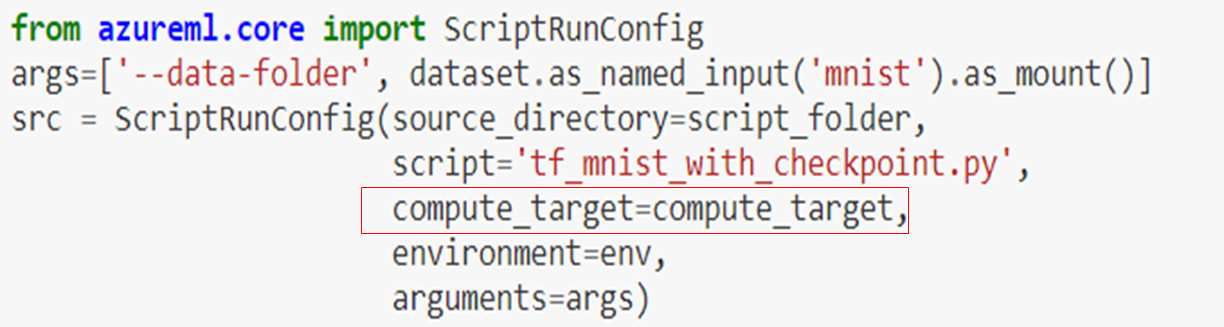 from azureml.core import ScriptRunConfig
args=['--data-folder', dataset.as_named_input('mnist').as_mount()]
src = ScriptRunConfig(source_directory=script_folder,
script='tf_mnist_with_checkpoint.py',
compute_target=compute_target,
environment=env,
arguments=args)